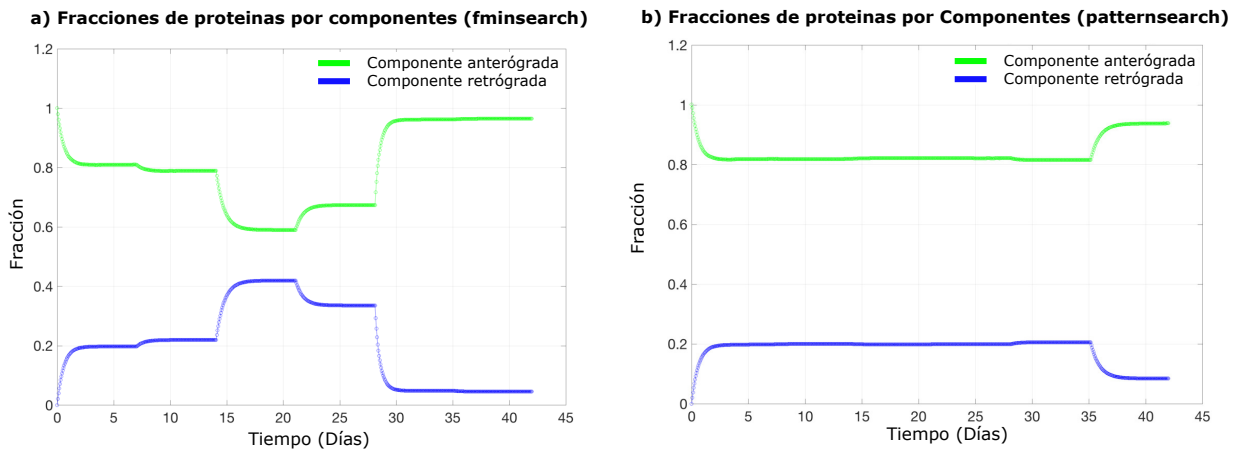 a) Fracciones de proteinas por componentes (fminsearch)
1.2
1
0.8
0.6
0.4
0.2
0
Fracción
Componente anterógrada
Componente retrógrada
0 5 10 15 20 25 30 35 40 45
Tiempo (Días)
b) Fracciones de proteina por Componentes (patternsearch)
1.2
1
0.8
0.6
0.4
0.2
0
Fracción
Componente anterógrada
Componente retrógrada
0 5 10 15 20 25 30 35 40 45
Tiempo (Días)